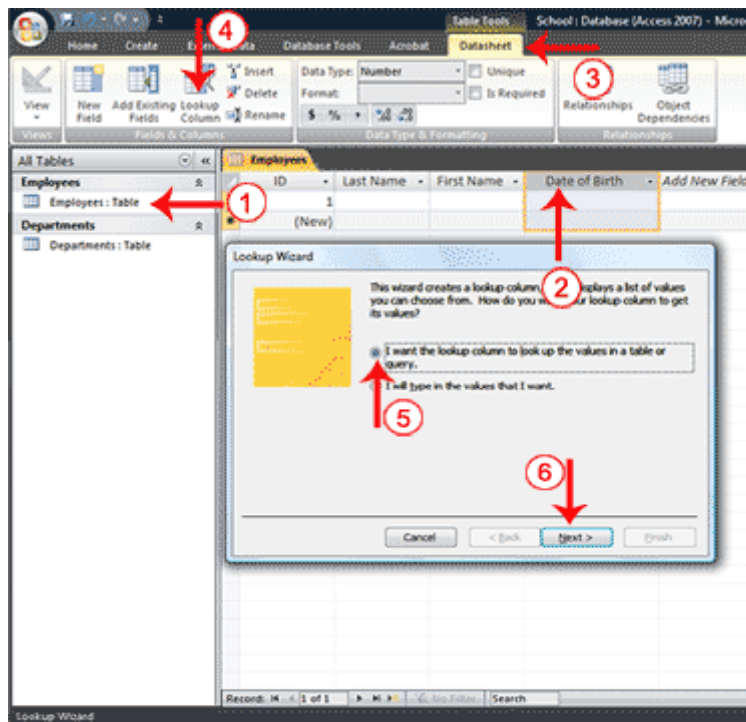 Table Tools School : Database (Access 2007) - Micro
Home Create Data Database Tools Acrobat Datasheet
4
View
Views
New Field
Add Existing Fields
Lookup Column
Insert
Delete
Rename
Fields & Columns
Data Type: Number
Format:
$ %
Unique
Is Required
Data Type & Formatting
3
Relationships
Object Dependencies
Relationships
All Tables
Employees
Employees : Table
1
Departments
Departments : Table
Employees
ID Last Name First Name Date of Birth Add New Field
1
(New)
2
Lookup Wizard
This wizard creates a lookup column, displays a list of values
you can choose from. How do you lookup column to get
its values?
I want the lookup column to look up the values in a table or
query.
I will type in the values that I want.
5
6
Cancel < Back Next > Finish
Record: 1 of 1 No Filter Search
Lookup Wizard